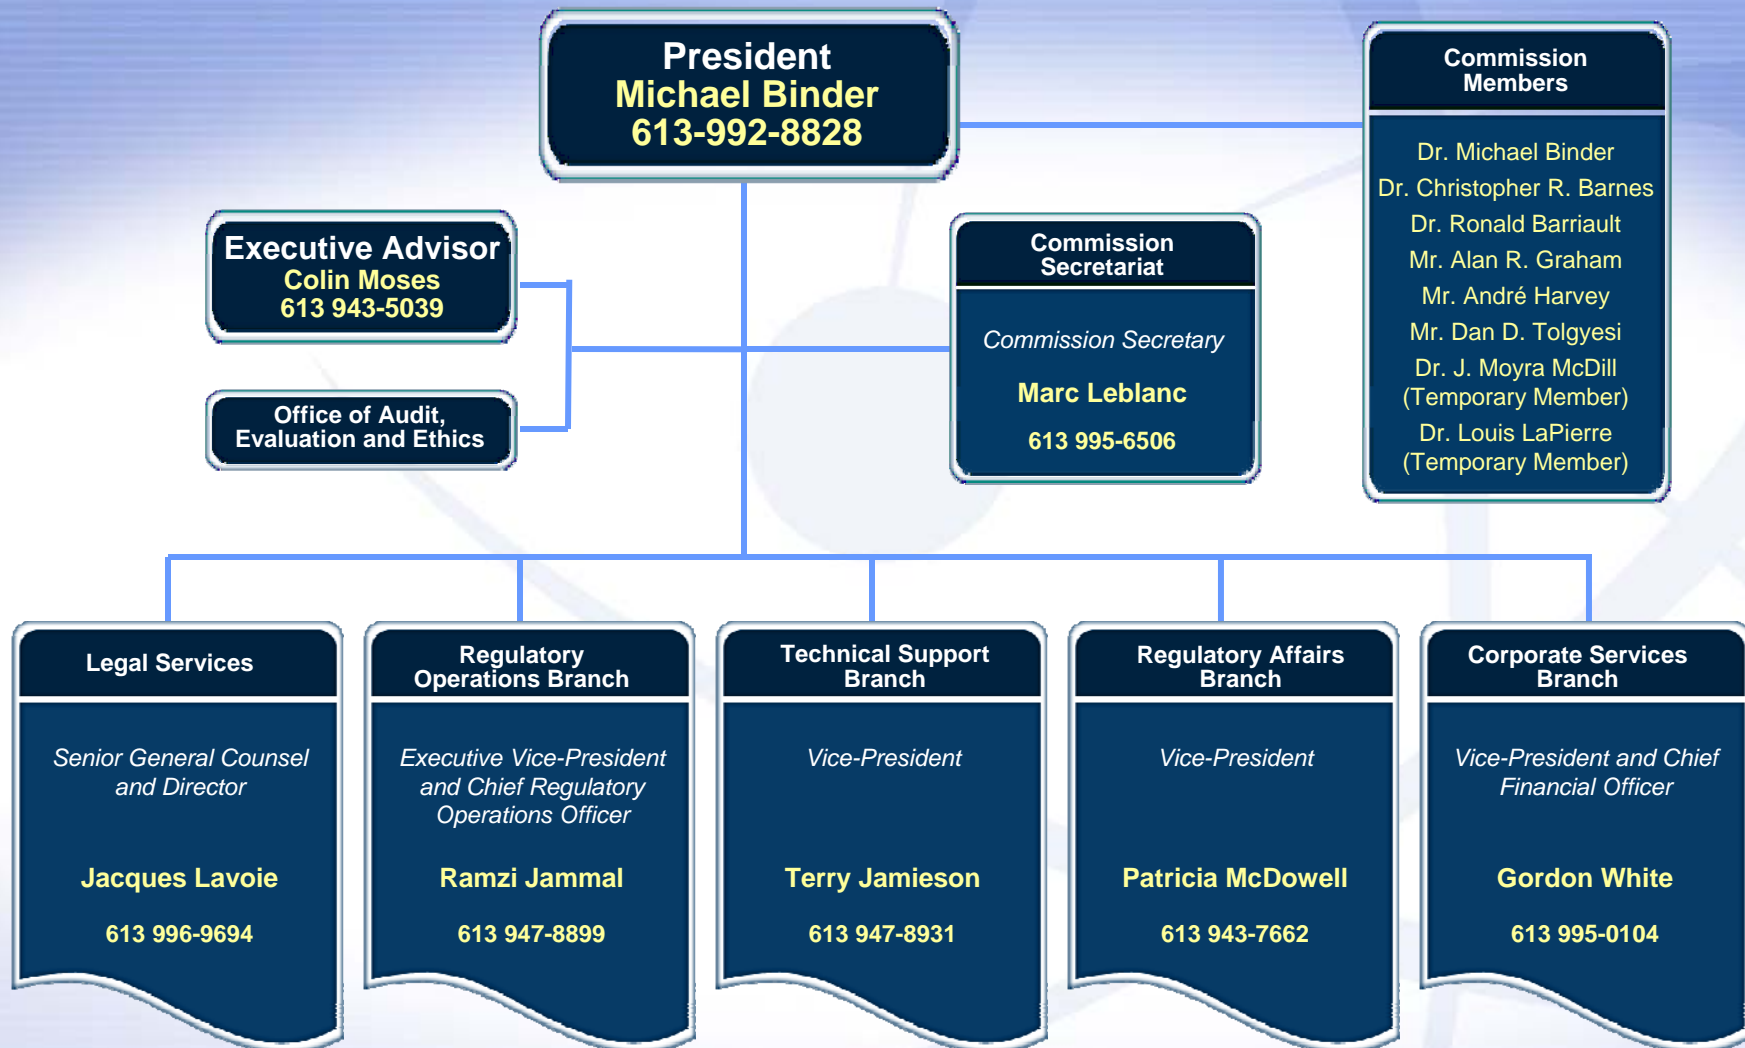 President
Michael Binder
613-992-8828
Commission
Members
Dr. Michael Binder
Dr. Christopher R. Barnes
Dr. Ronald Barriault
Mr. Alan R. Graham
Mr. André Harvey
Mr. Dan D. Tolgyesi
Dr. J. Moyra McDill
(Temporary Member)
Dr. Louis LaPierre
(Temporary Member)
Executive Advisor
Colin Moses
613 943-5039
Office of Audit,
Evaluation and Ethics
Commission
Secretariat
Commission Secretary
Marc Leblanc
613 995-6506
Legal Services
Senior General Counsel
and Director
Jacques Lavoie
613 996-9694
Regulatory
Operations Branch
Executive Vice-President
and Chief Regulatory
Operations Officer
Ramzi Jammal
613 947-8899
Technical Support
Branch
Vice-President
Terry Jamieson
613 947-8931
Regulatory Affairs
Branch
Vice-President
Patricia McDowell
613 943-7662
Corporate Services
Branch
Vice-President and Chief
Financial Officer
Gordon White
613 995-0104